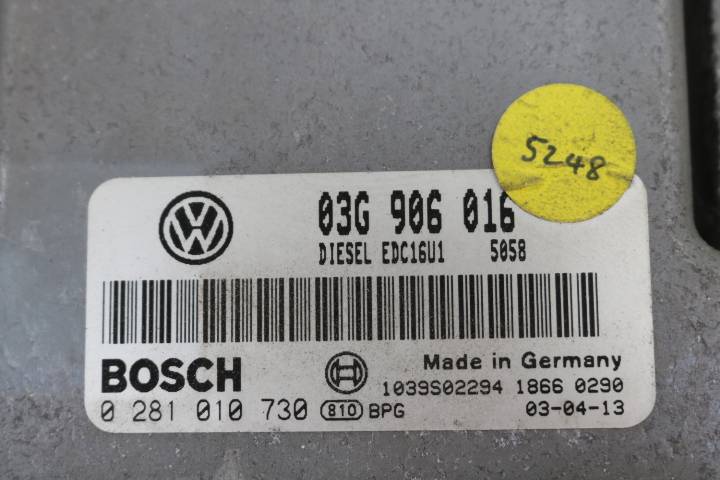 5248
03G 906 016
DIESEL EDC16U1 5058
BOSCH
Made in Germany
1039S02294 1866 0290
0 281 010 730 810 BPG 03-04-13